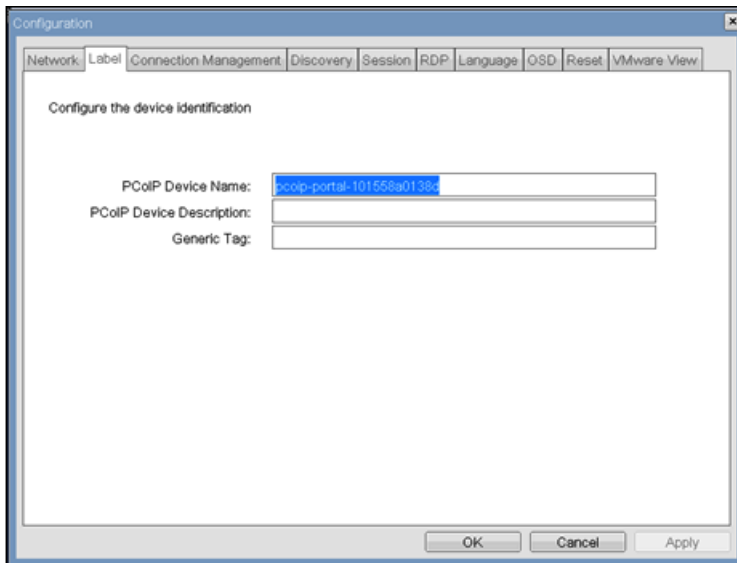 Configuration
Network Label Connection Management Discovery Session RDP Language OSD Reset VMware View
Configure the device identification
PCoIP Device Name: pcoip-portal-101558a0138d
PCoIP Device Description:
Generic Tag:
OK Cancel Apply